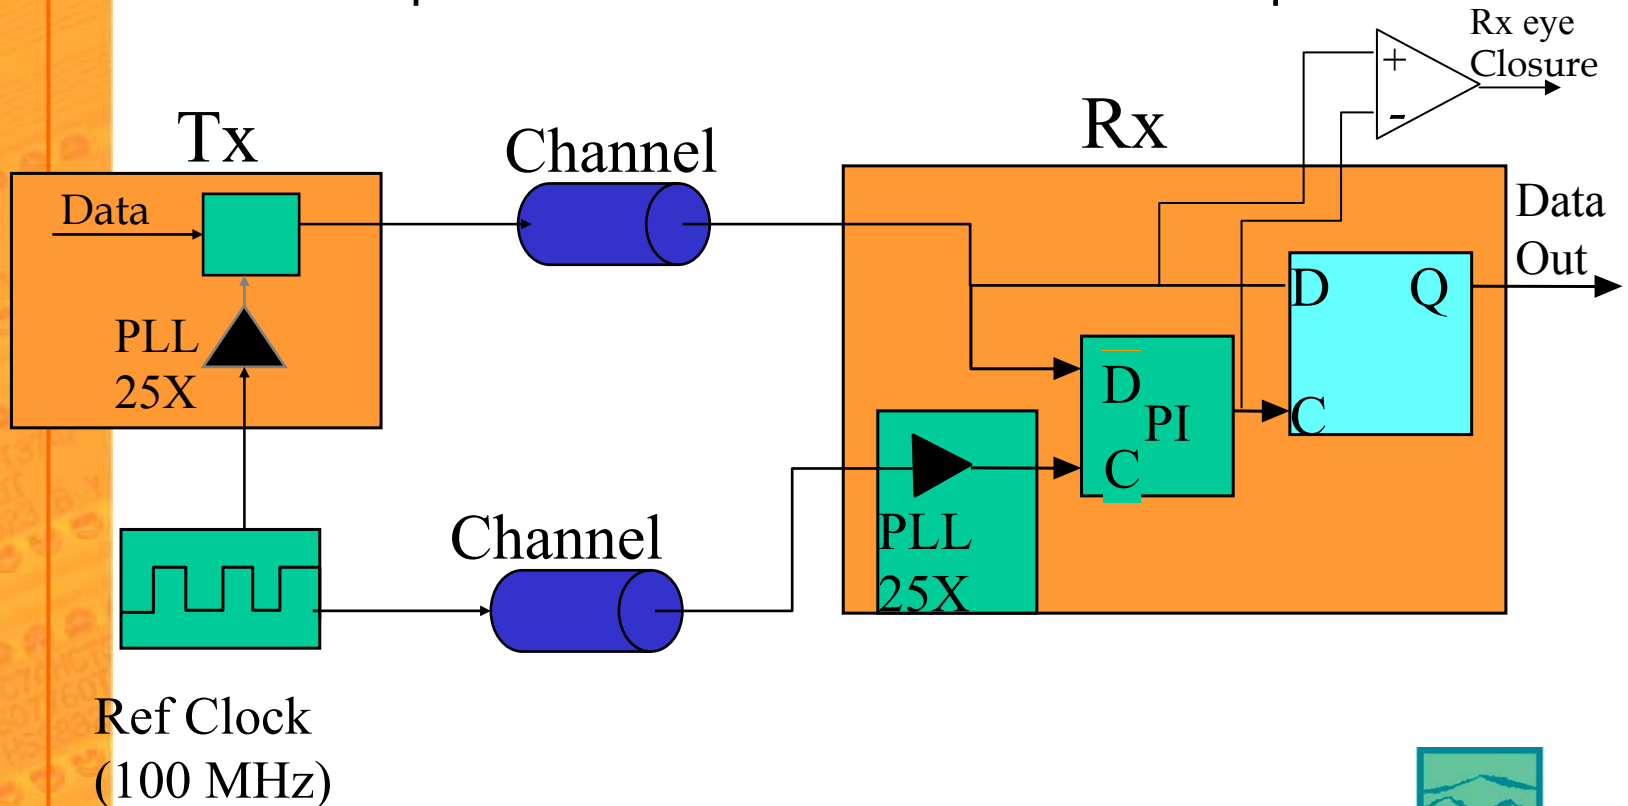 Rx eye
Closure
+
-
Tx
Channel
Rx
Data
Data
Out
D
Q
PLL
25X
D
PI
C
C
Channel
PLL
25X
Ref Clock
(100 MHz)